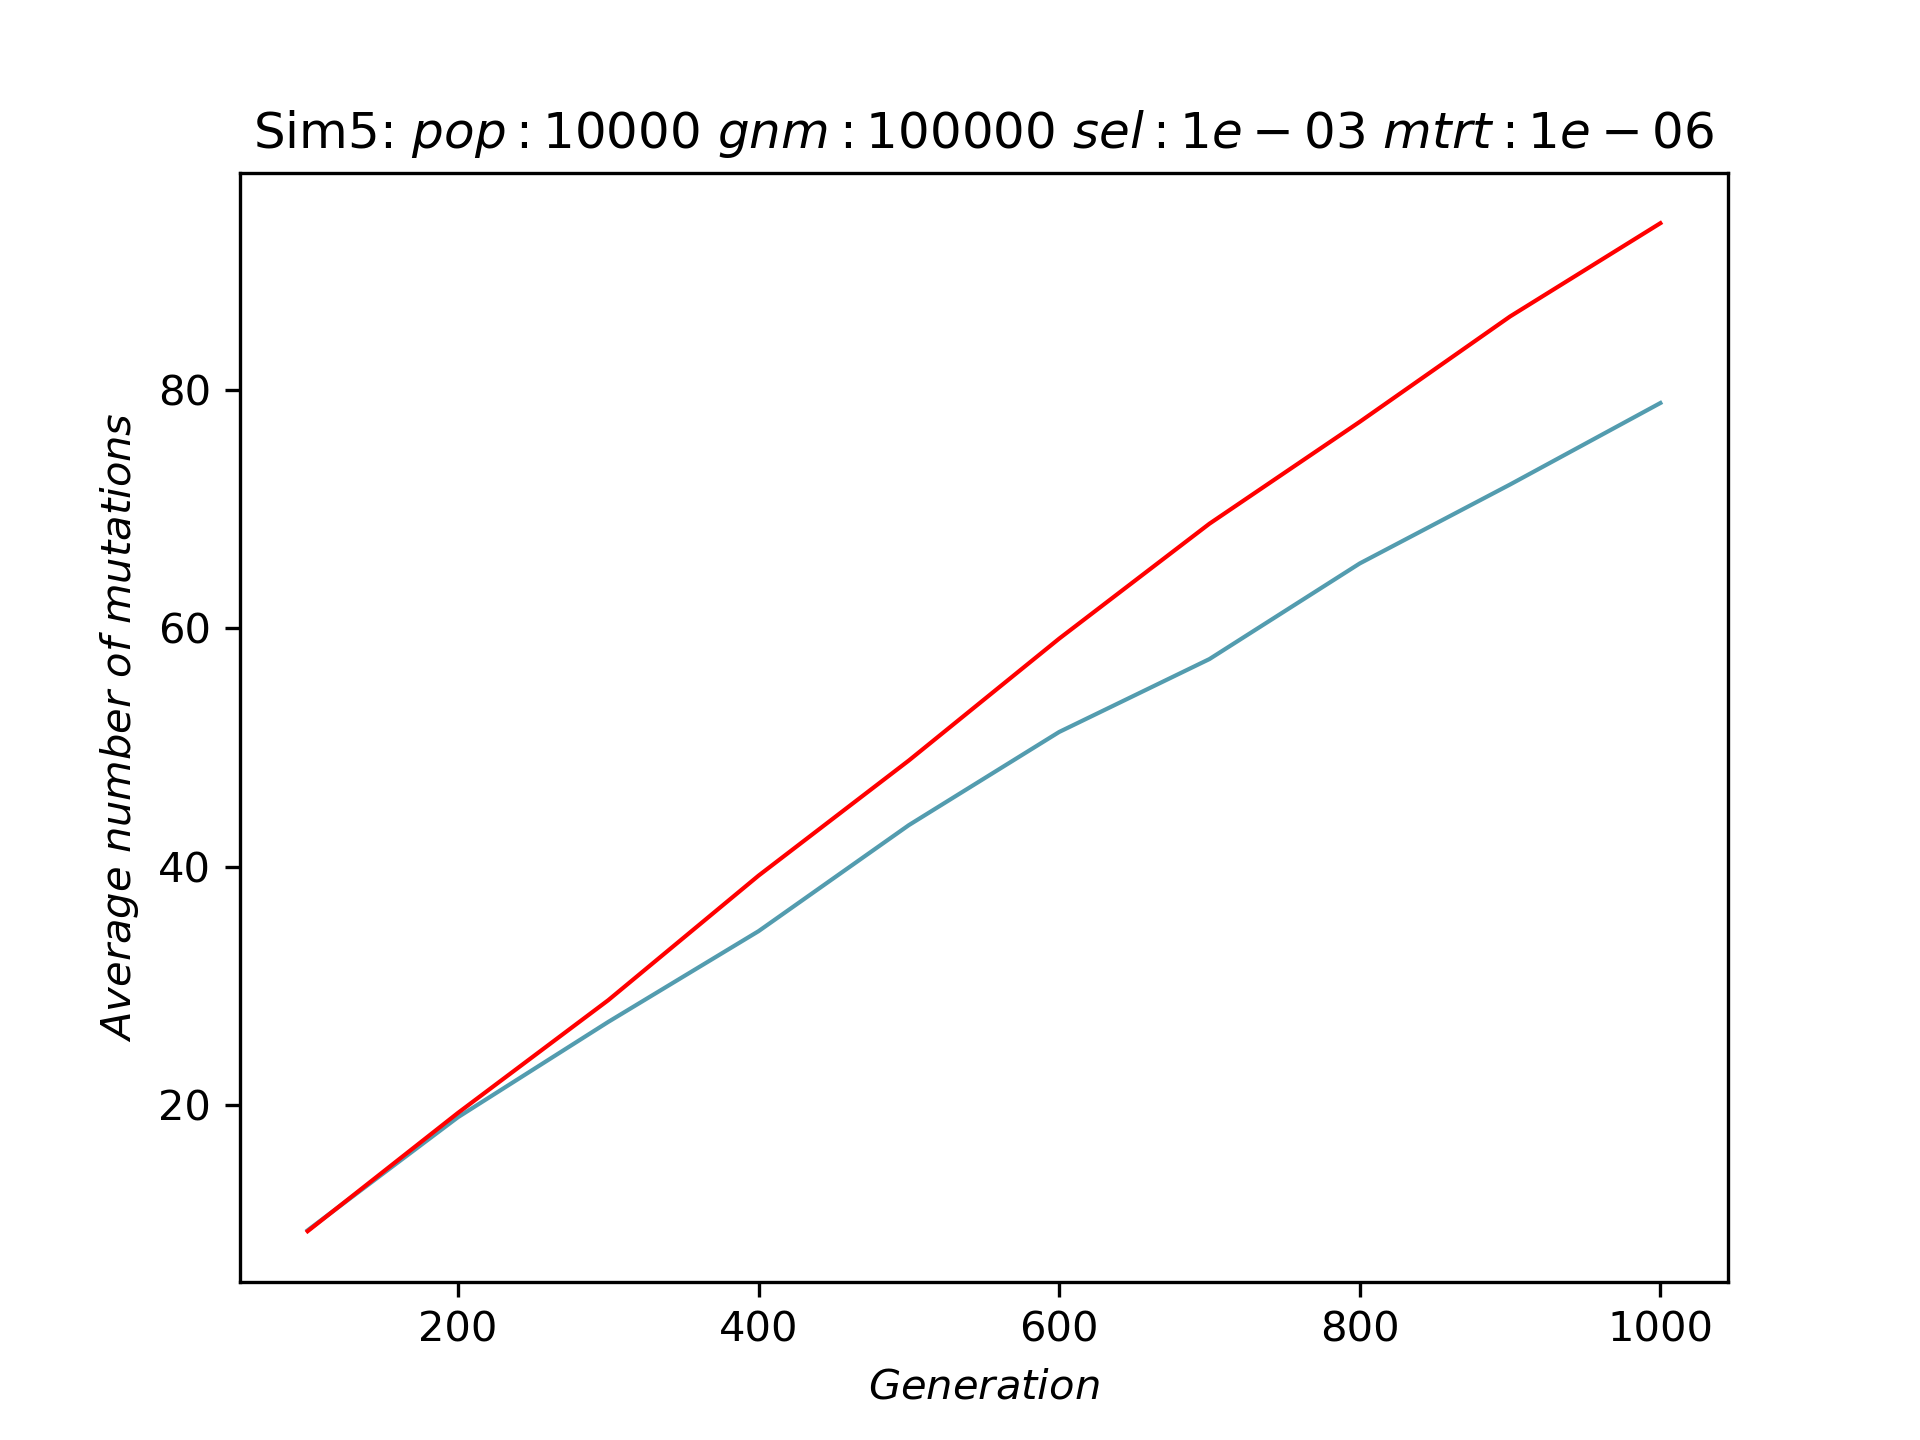 Sim5: pop : 10000 gnm : 100000 sel : 1e − 03 mtrt : 1e − 06
80
60
40
20
Average number of mutations
200 400 600 800 1000
Generation